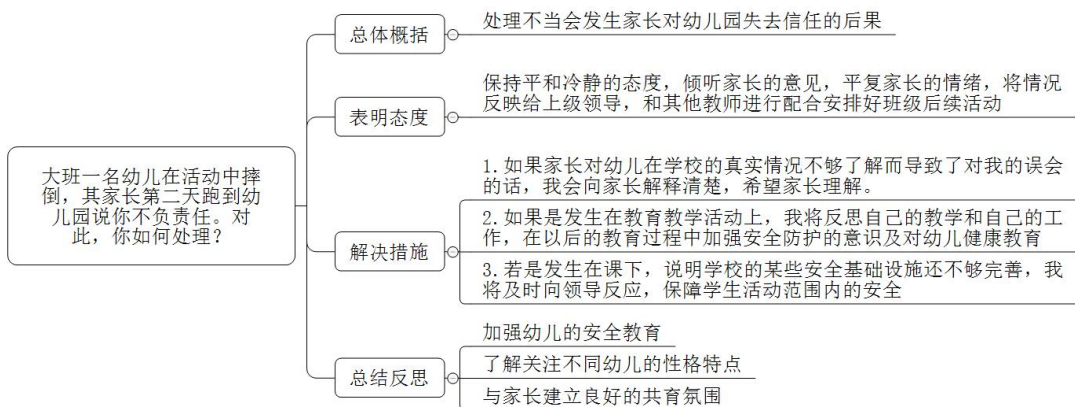 大班一名幼儿在活动中摔
倒，其家长第二天跑到幼
儿园说你不负责任。对
此，你如何处理？
总体概括
处理不当会发生家长对幼儿园失去信任的后果
表明态度
保持平和冷静的态度，倾听家长的意见，平复家长的情绪，将情况
反映给上级领导，和其他教师进行配合安排好班级后续活动
解决措施
1.如果家长对幼儿在学校的真实情况不够了解而导致了对我的误会
的话，我会向家长解释清楚，希望家长理解。
2.如果是发生在教育教学活动上，我将反思自己的教学和自己的工
作，在以后的教育过程中加强安全防护的意识及对幼儿健康教育
3.若是发生在课下，说明学校的某些安全基础设施还不够完善，我
将及时向领导反应，保障学生活动范围内的安全
总结反思
加强幼儿的安全教育
了解关注不同幼儿的性格特点
与家长建立良好的共育氛围